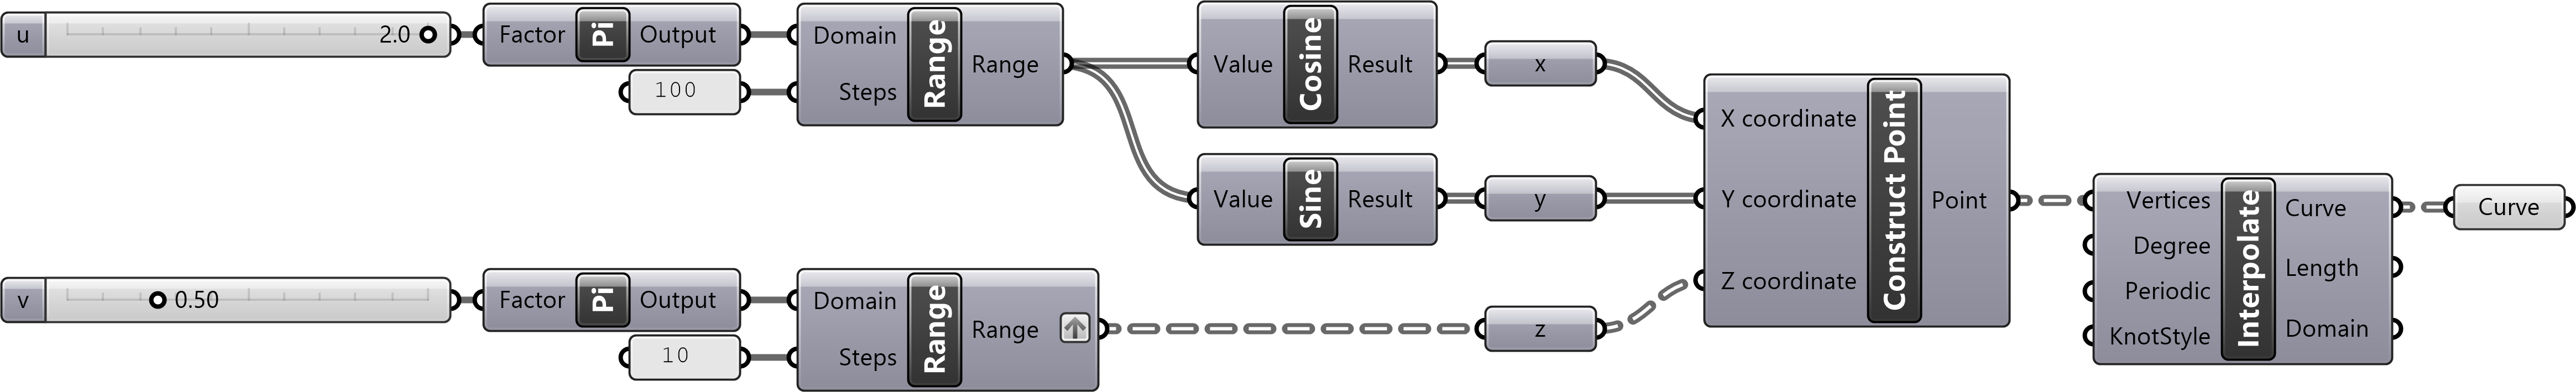 u
2.0
Factor
Pi
Output
100
Domain
Steps
Range
Range
Value
Cosine
Result
x
Value
Sine
Result
y
v
0.50
Factor
Pi
Output
10
Domain
Steps
Range
Range
z
X coordinate
Y coordinate
Z coordinate
Construct Point
Point
Vertices
Degree
Periodic
KnotStyle
Interpolate
Curve
Length
Domain
Curve